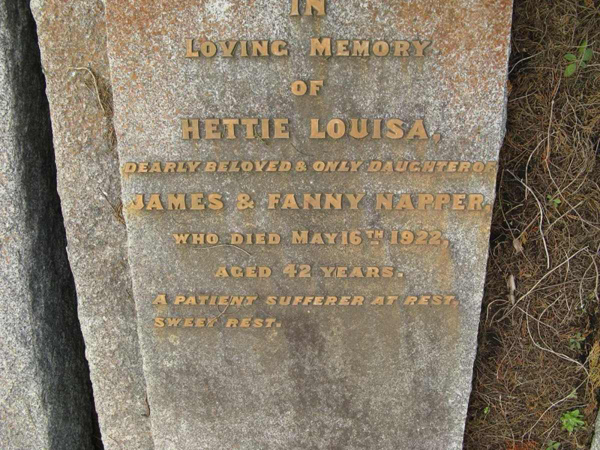 IN
LOVING MEMORY
OF
HETTIE LOUISA,
DEARLY BELOVED & ONLY DAUGHTER OF
JAMES & FANNY NAPPER,
WHO DIED MAY 16TH 1922,
AGED 42 YEARS.
A PATIENT SUFFERER AT REST.
SWEET REST.